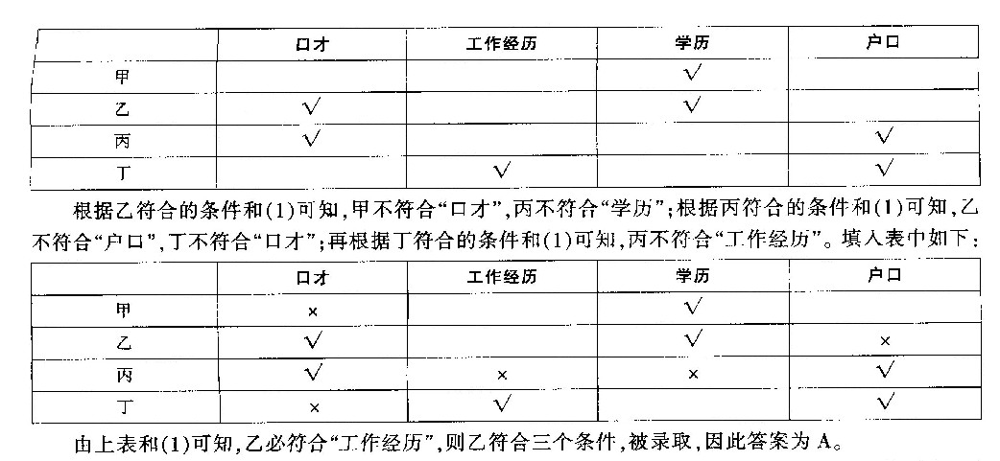 口才 工作经历 学历 户口
甲 √
乙 √ √
丙 √ √
丁 √ √
根据乙符合的条件和(1)可知,甲不符合“口才”,丙不符合“学历”;根据丙符合的条件和(1)可知,乙
不符合“户口”,丁不符合“口才”;再根据丁符合的条件和(1)可知,丙不符合“工作经历”。填入表中如下:
口才 工作经历 学历 户口
甲 × √
乙 √ √ ×
丙 √ × × √
丁 × √ √
由上表和(1)可知,乙必符合“工作经历”,则乙符合三个条件,被录取,因此答案为 A。